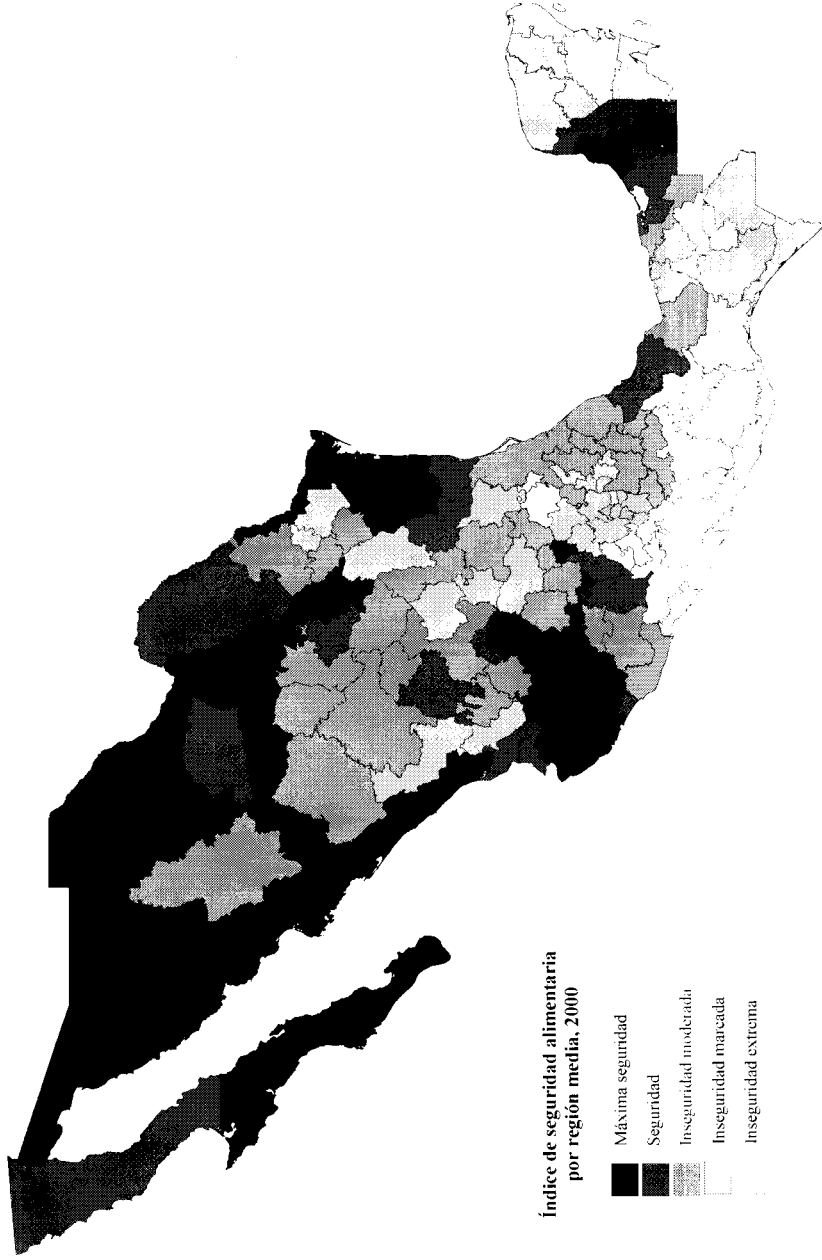 Índice de seguridad alimentaria
por región media, 2000
Máxima seguridad
Seguridad
Inseguridad moderada
Inseguridad marcada
Inseguridad extrema